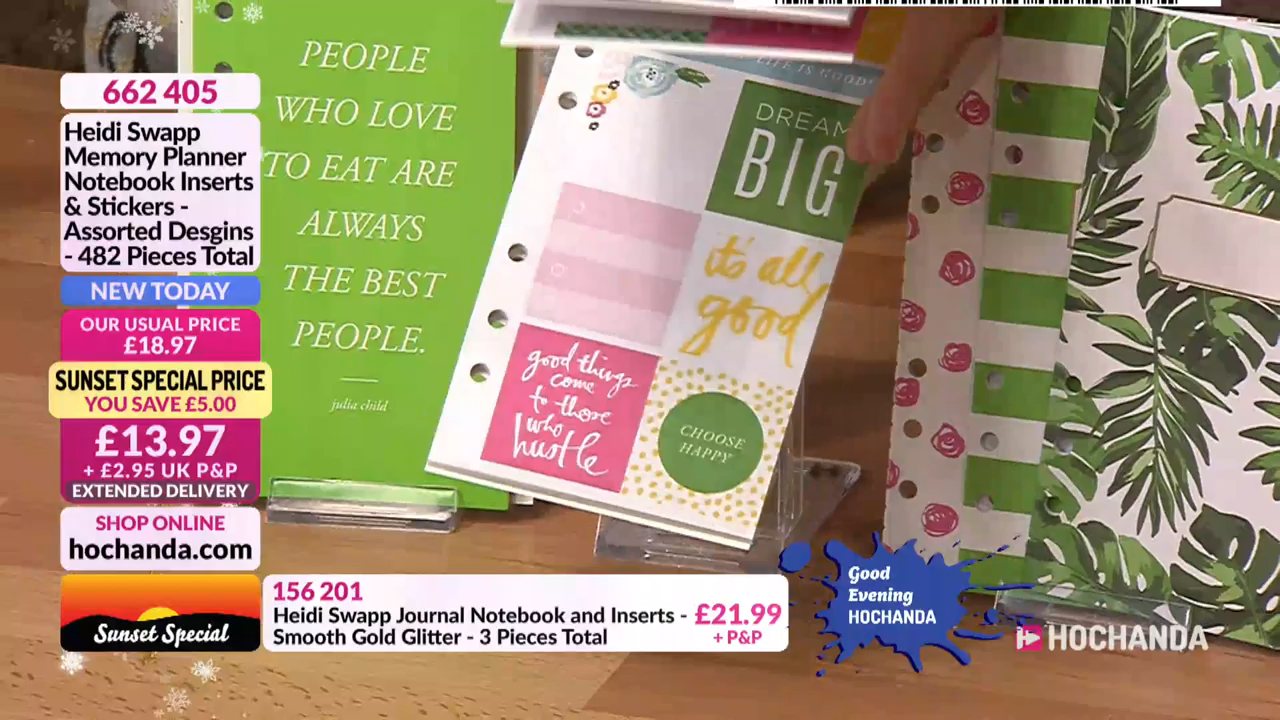 662 405
Heidi Swapp
Memory Planner
Notebook Inserts
& Stickers -
Assorted Desgins
- 482 Pieces Total
NEW TODAY
OUR USUAL PRICE
£18.97
SUNSET SPECIAL PRICE
YOU SAVE £5.00
£13.97
+ £2.95 UK P&P
EXTENDED DELIVERY
SHOP ONLINE
hochanda.com
Sunset Special
156 201
Heidi Swapp Journal Notebook and Inserts -
Smooth Gold Glitter - 3 Pieces Total
£21.99
+ P&P
Good
Evening
HOCHANDA
HOCHANDA
PEOPLE
WHO LOVE
TO EAT ARE
ALWAYS
THE BEST
PEOPLE.
julia child
LIFE IS GOOD
DREAM
BIG
it's all
good
good things
come
to those
who
hustle
CHOOSE
HAPPY